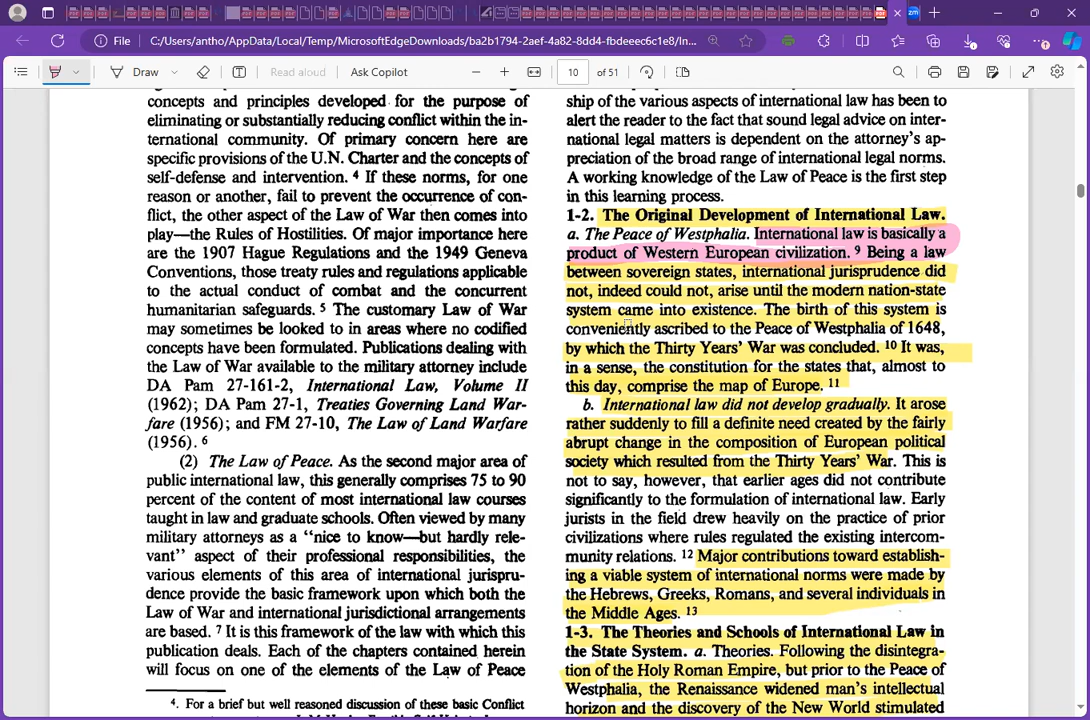 File
C:/Users/antho/AppData/Local/Temp/MicrosoftEdgeDownloads/ba2b1794-2aef-4a82-8dd4-fbdeeec6c1e8/In...
zm
Draw
Read aloud
Ask Copilot
10
of 51
concepts and principles developed for the purpose of
eliminating or substantially reducing conflict within the in-
ternational community. Of primary concern here are
specific provisions of the U.N. Charter and the concepts of
self-defense and intervention. 4 If these norms, for one
reason or another, fail to prevent the occurrence of con-
flict, the other aspect of the Law of War then comes into
play—the Rules of Hostilities. Of major importance here
are the 1907 Hague Regulations and the 1949 Geneva
Conventions, those treaty rules and regulations applicable
to the actual conduct of combat and the concurrent
humanitarian safeguards. 5 The customary Law of War
may sometimes be looked to in areas where no codified
concepts have been formulated. Publications dealing with
the Law of War available to the military attorney include
DA Pam 27-161-2, International Law, Volume II
(1962); DA Pam 27-1, Treaties Governing Land War-
fare (1956); and FM 27-10, The Law of Land Warfare
(1956). 6
(2) The Law of Peace. As the second major area of
public international law, this generally comprises 75 to 90
percent of the content of most international law courses
taught in law and graduate schools. Often viewed by many
military attorneys as a “nice to know—but hardly rele-
vant” aspect of their professional responsibilities, the
various elements of this area of international jurispru-
dence provide the basic framework upon which both the
Law of War and international jurisdictional arrangements
are based. 7 It is this framework of the law with which this
publication deals. Each of the chapters contained herein
will focus on one of the elements of the Law of Peace
4. For a brief but well reasoned discussion of these basic Conflict
ship of the various aspects of international law has been to
alert the reader to the fact that sound legal advice on inter-
national legal matters is dependent on the attorney's ap-
preciation of the broad range of international legal norms.
A working knowledge of the Law of Peace is the first step
in this learning process.
1-2. The Original Development of International Law.
a. The Peace of Westphalia. International law is basically a
product of Western European civilization. 9 Being a law
between sovereign states, international jurisprudence did
not, indeed could not, arise until the modern nation-state
system came into existence. The birth of this system is
conveniently ascribed to the Peace of Westphalia of 1648,
by which the Thirty Years' War was concluded. 10 It was,
in a sense, the constitution for the states that, almost to
this day, comprise the map of Europe. 11
b. International law did not develop gradually. It arose
rather suddenly to fill a definite need created by the fairly
abrupt change in the composition of European political
society which resulted from the Thirty Years' War. This is
not to say, however, that earlier ages did not contribute
significantly to the formulation of international law. Early
jurists in the field drew heavily on the practice of prior
civilizations where rules regulated the existing intercom-
munity relations. 12 Major contributions toward establish-
ing a viable system of international norms were made by
the Hebrews, Greeks, Romans, and several individuals in
the Middle Ages. 13
1-3. The Theories and Schools of International Law in
the State System. a. Theories. Following the disintegra-
tion of the Holy Roman Empire, but prior to the Peace of
Westphalia, the Renaissance widened man's intellectual
horizon and the discovery of the New World stimulated